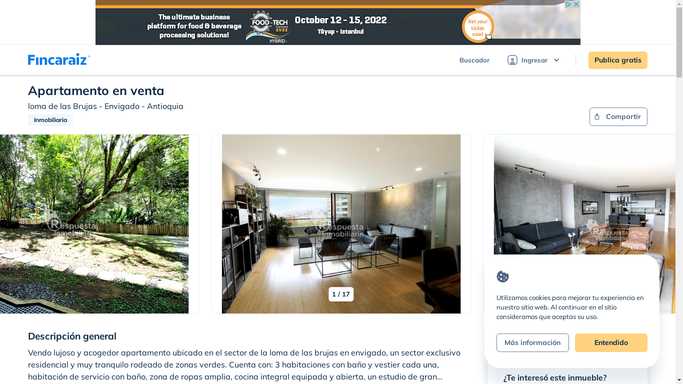 The ultimate business
platform for food & beverage
processing solutions!
FOOD-TECH
HYBRID
October 12 - 15, 2022
Tüyap - Istanbul
Get your
ticket
now!
Fincaraiz
Buscador
Ingresar
Publica gratis
Apartamento en venta
loma de las Brujas - Envigado - Antioquia
Inmobiliaria
Compartir
Respuesta
Inmobiliaria
Respuesta
Inmobiliaria
Respuesta
Inmobiliaria
1 / 17
Utilizamos cookies para mejorar tu experiencia en
nuestro sitio web. Al continuar en el sitio
consideramos que aceptas su uso.
Más información
Entendido
Descripción general
Vendo lujoso y acogedor apartamento ubicado en el sector de la loma de las brujas en envigado, un sector exclusivo
residencial y muy tranquilo rodeado de zonas verdes. Cuenta con: 3 habitaciones con baño y vestier cada una,
habitación de servicio con baño, zona de ropas amplia, cocina integral equipada y abierta, un estudio de gran...
¿Te interesó este inmueble?